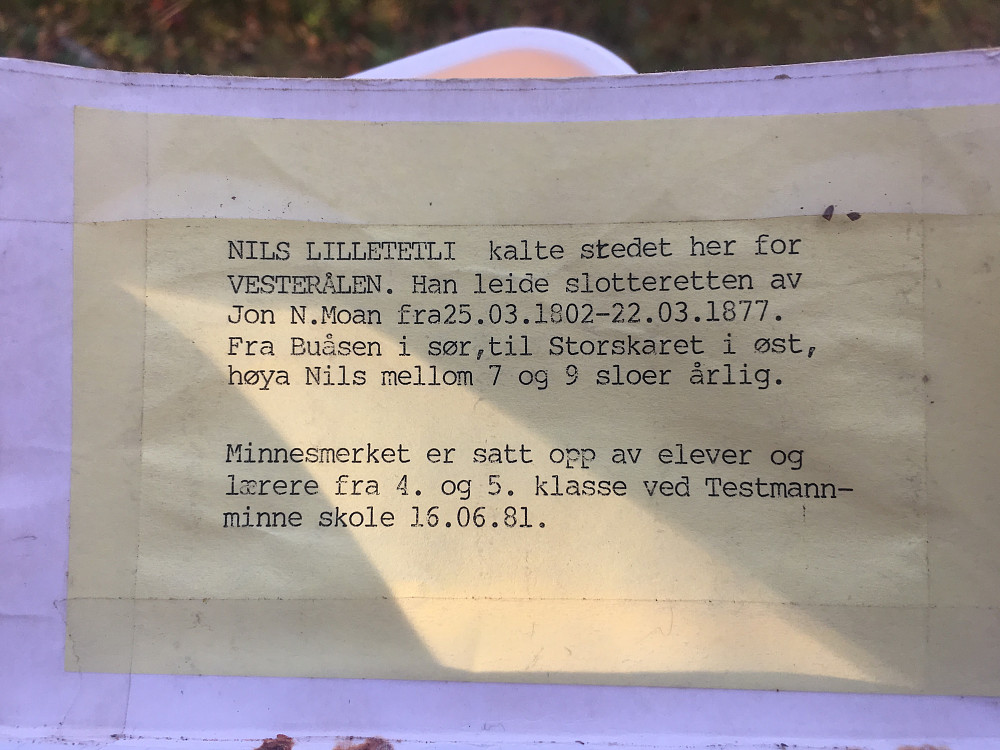 NILS LILLETETLI kalte stedet her for
VESTERÅLEN. Han leide slotteretten av
Jon N.Moan fra25.03.1802-22.03.1877.
Fra Buåsen i sør,til Storskaret i øst,
høya Nils mellom 7 og 9 sloer årlig.
Minnesmerket er satt opp av elever og
lærere fra 4. og 5. klasse ved Testmann-
minne skole 16.06.81.